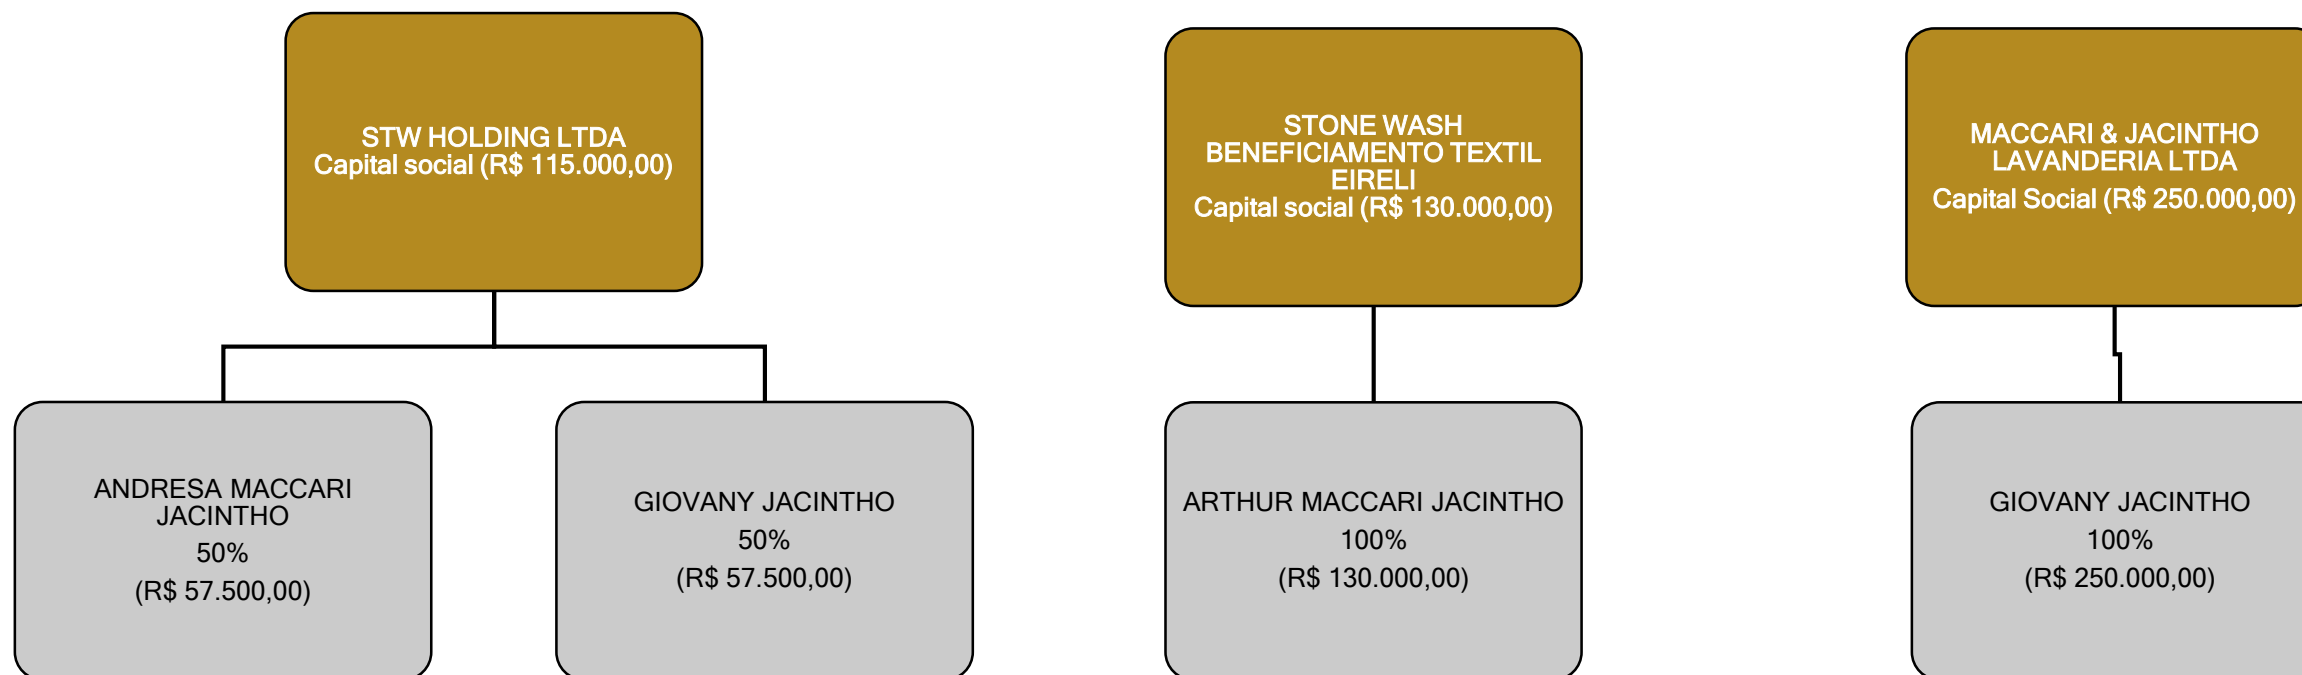 STW HOLDING LTDA
Capital social (R$ 115.000,00)
STONE WASH
BENEFICIAMENTO TEXTIL
EIRELI
Capital social (R$ 130.000,00)
MACCARI & JACINTHO
LAVANDERIA LTDA
Capital Social (R$ 250.000,00)
ANDRESA MACCARI
JACINTHO
50%
(R$ 57.500,00)
GIOVANY JACINTHO
50%
(R$ 57.500,00)
ARTHUR MACCARI JACINTHO
100%
(R$ 130.000,00)
GIOVANY JACINTHO
100%
(R$ 250.000,00)